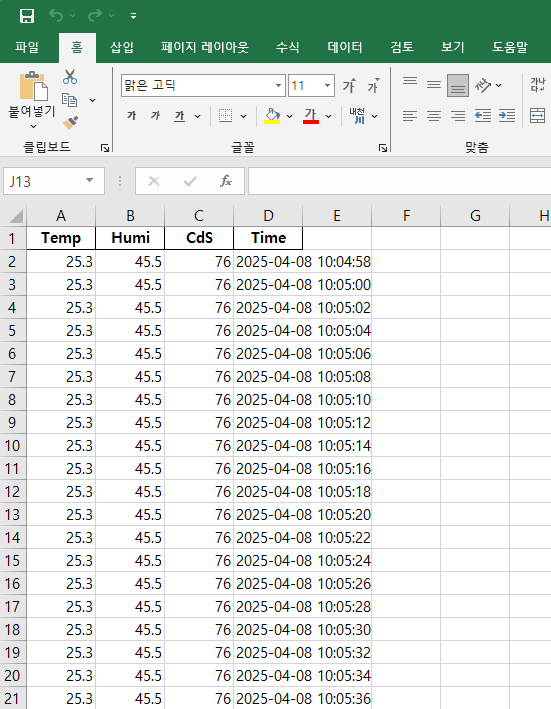 파일 홈 삽입 페이지 레이아웃 수식 데이터 검토 보기 도움말
붙여넣기
맑은 고딕 11 가 가 가나다
가 가 가 가 내천
클립보드 글꼴 맞춤
J13 fx
A B C D E F G H
1 Temp Humi CdS Time
2 25.3 45.5 76 2025-04-08 10:04:58
3 25.3 45.5 76 2025-04-08 10:05:00
4 25.3 45.5 76 2025-04-08 10:05:02
5 25.3 45.5 76 2025-04-08 10:05:04
6 25.3 45.5 76 2025-04-08 10:05:06
7 25.3 45.5 76 2025-04-08 10:05:08
8 25.3 45.5 76 2025-04-08 10:05:10
9 25.3 45.5 76 2025-04-08 10:05:12
10 25.3 45.5 76 2025-04-08 10:05:14
11 25.3 45.5 76 2025-04-08 10:05:16
12 25.3 45.5 76 2025-04-08 10:05:18
13 25.3 45.5 76 2025-04-08 10:05:20
14 25.3 45.5 76 2025-04-08 10:05:22
15 25.3 45.5 76 2025-04-08 10:05:24
16 25.3 45.5 76 2025-04-08 10:05:26
17 25.3 45.5 76 2025-04-08 10:05:28
18 25.3 45.5 76 2025-04-08 10:05:30
19 25.3 45.5 76 2025-04-08 10:05:32
20 25.3 45.5 76 2025-04-08 10:05:34
21 25.3 45.5 76 2025-04-08 10:05:36